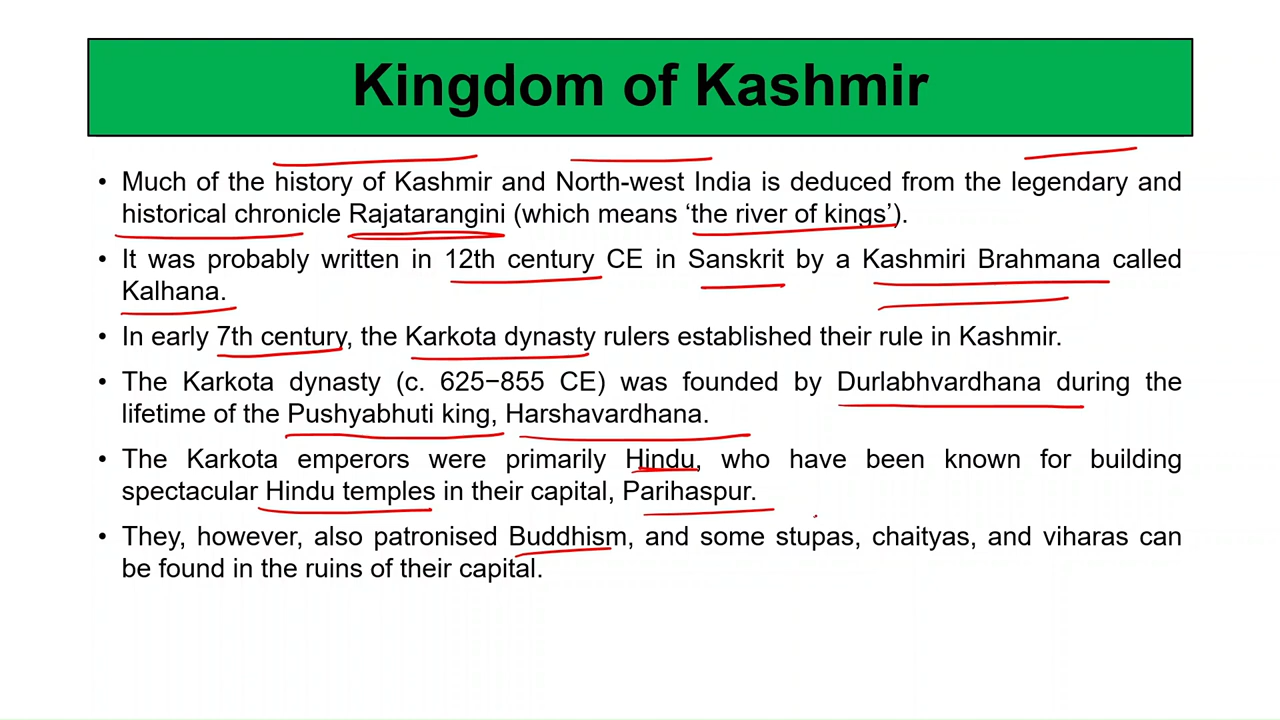 Kingdom of Kashmir
• Much of the history of Kashmir and North-west India is deduced from the legendary and
historical chronicle Rajatarangini (which means ‘the river of kings’).
• It was probably written in 12th century CE in Sanskrit by a Kashmiri Brahmana called
Kalhana.
• In early 7th century, the Karkota dynasty rulers established their rule in Kashmir.
• The Karkota dynasty (c. 625−855 CE) was founded by Durlabhvardhana during the
lifetime of the Pushyabhuti king, Harshavardhana.
• The Karkota emperors were primarily Hindu, who have been known for building
spectacular Hindu temples in their capital, Parihaspur.
• They, however, also patronised Buddhism, and some stupas, chaityas, and viharas can
be found in the ruins of their capital.